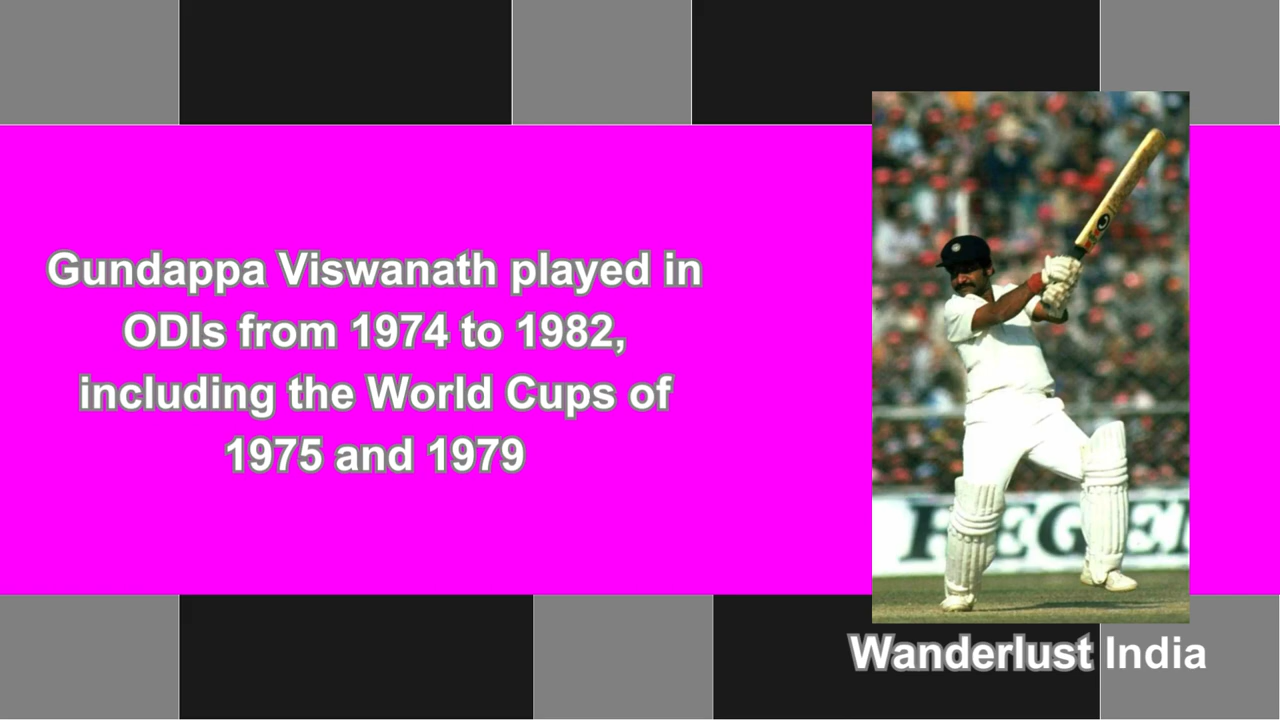 Gundappa Viswanath played in
ODIs from 1974 to 1982,
including the World Cups of
1975 and 1979
Wanderlust India